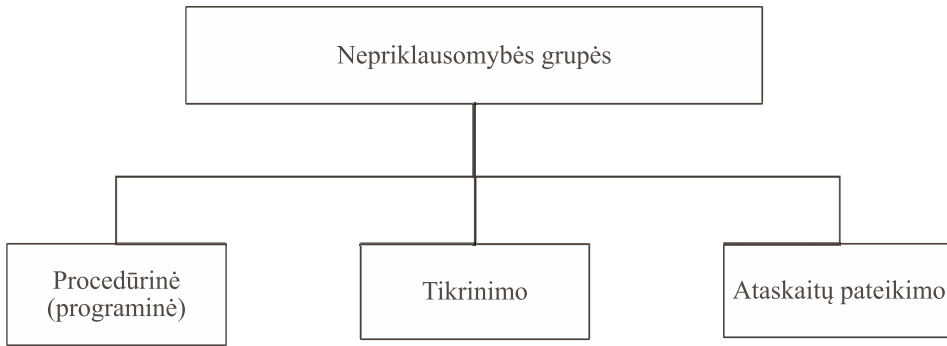 Nepriklausomybės grupės
Procedūrinė
(programinė)
Tikrinimo
Ataskaitų pateikimo